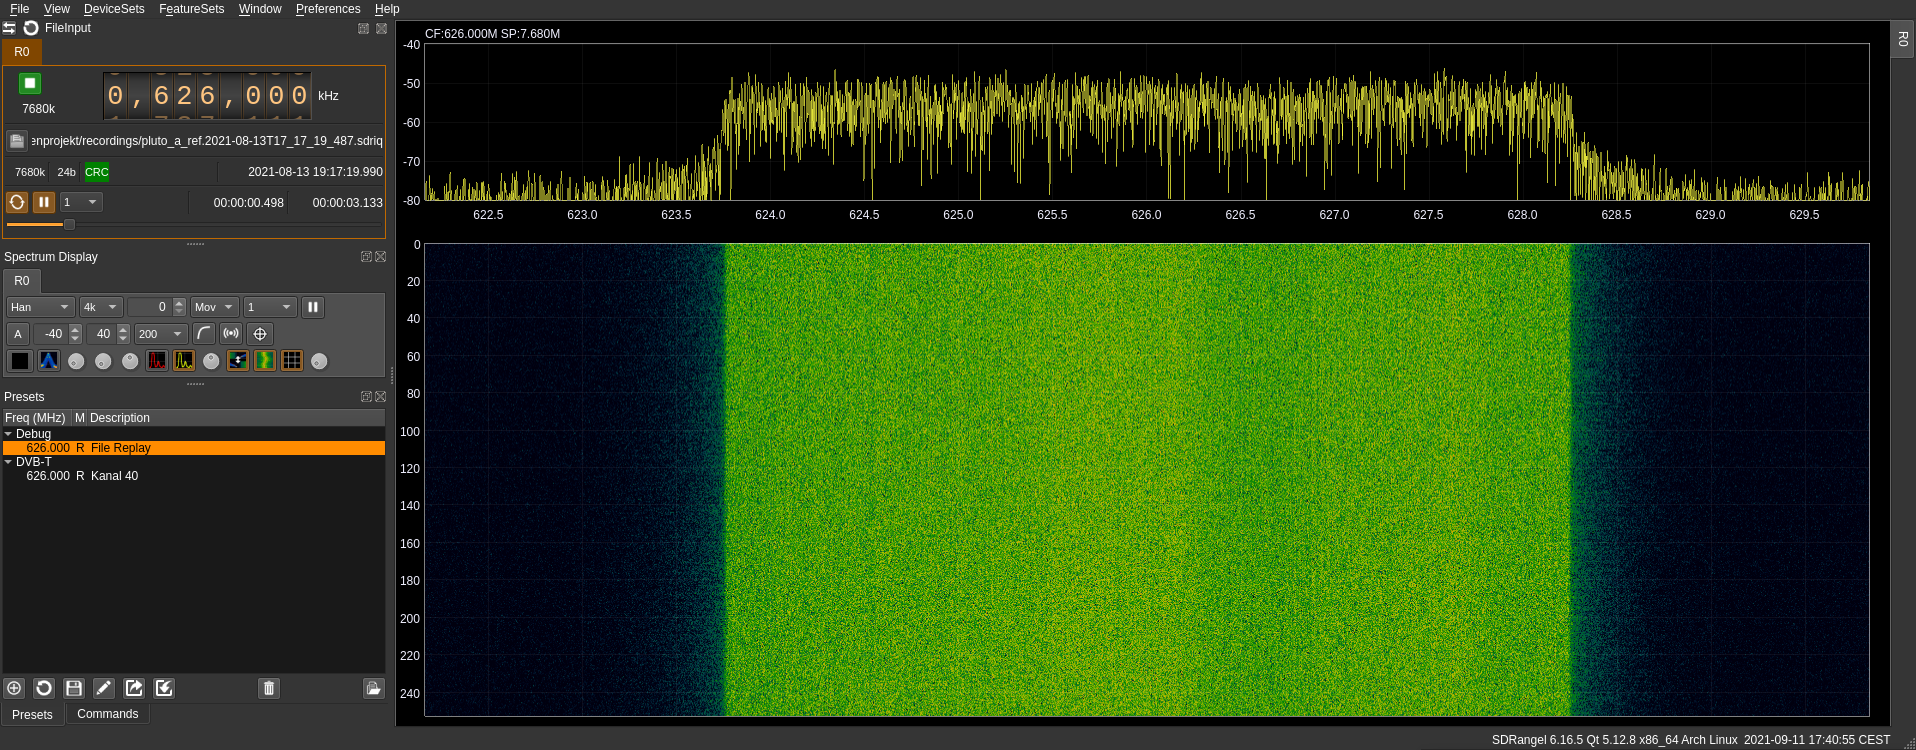 File View DeviceSets FeatureSets Window Preferences Help
FileInput
R0
7680k
0,626,000 kHz
enprojekt/recordings/pluto_a_ref.2021-08-13T17_17_19_487.sdriq
7680k 24b CRC 2021-08-13 19:17:19.990
1 00:00:00.498 00:00:03.133
Spectrum Display
R0
Han 4k 0 Mov 1
A -40 40 200
Presets
Freq (MHz) M Description
Debug
626.000 R File Replay
DVB-T
626.000 R Kanal 40
Presets Commands
CF:626.000M SP:7.680M
-40
-50
-60
-70
-80
622.5 623.0 623.5 624.0 624.5 625.0 625.5 626.0 626.5 627.0 627.5 628.0 628.5 629.0 629.5
0
20
40
60
80
100
120
140
160
180
200
220
240
R0
SDRangel 6.16.5 Qt 5.12.8 x86_64 Arch Linux 2021-09-11 17:40:55 CEST